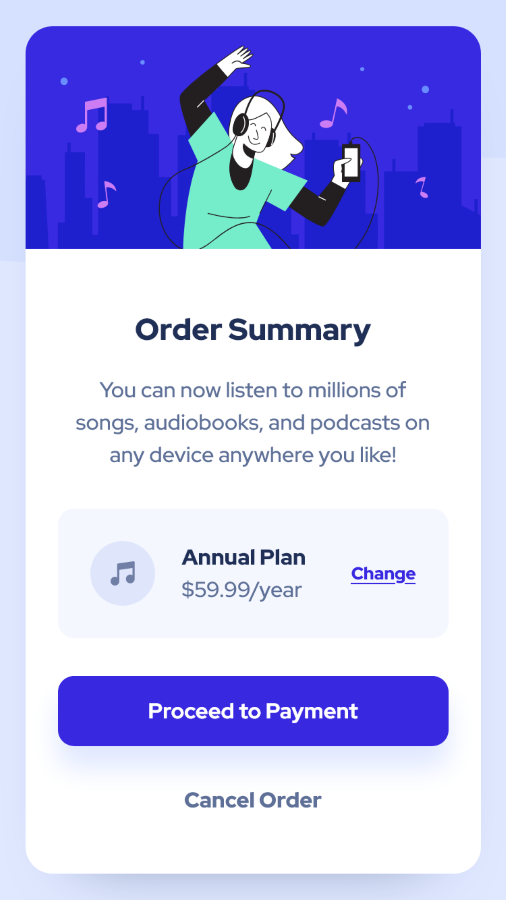 Order Summary
You can now listen to millions of
songs, audiobooks, and podcasts on
any device anywhere you like!
Annual Plan
$59.99/year
Change
Proceed to Payment
Cancel Order